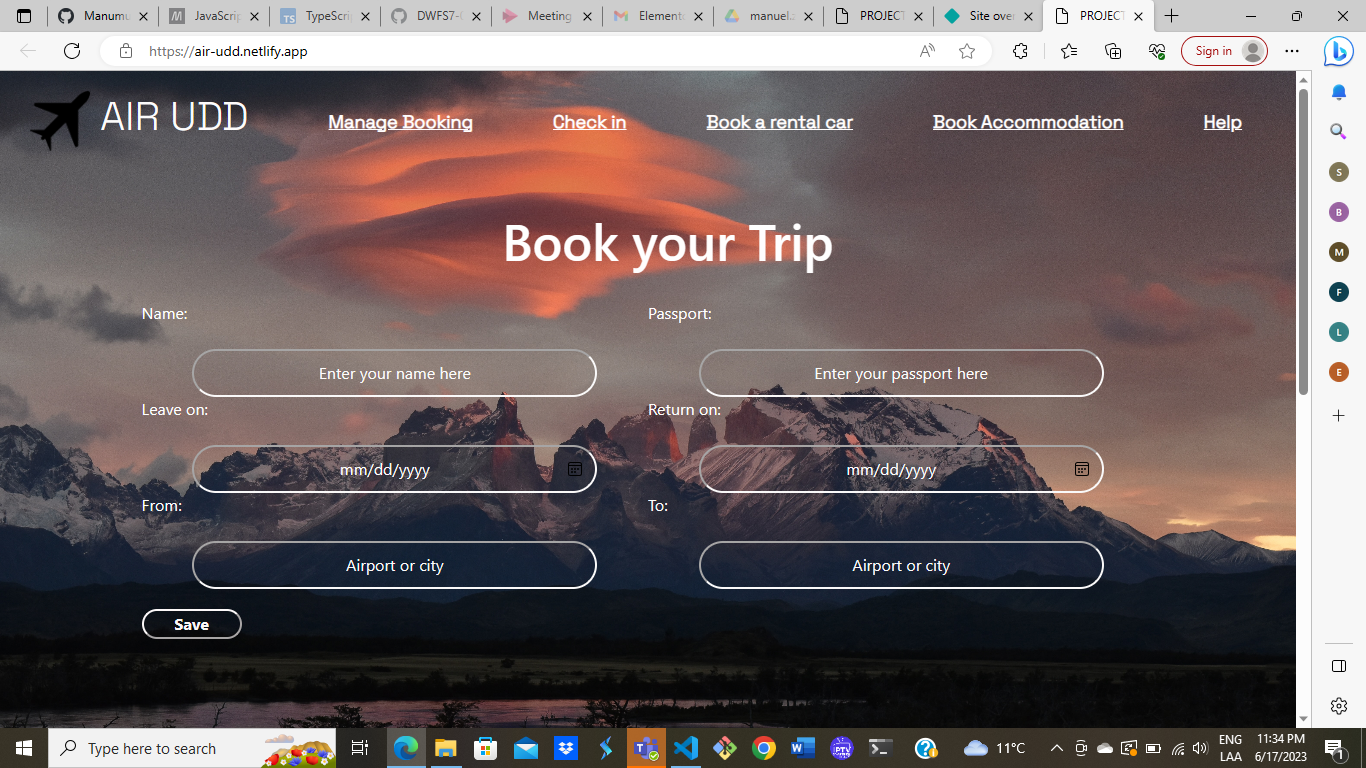 Manumu
JavaScrip
TypeScrip
DWFS7-
Meeting
Elements
manuel.
PROJECT
Site over
PROJECT
https://air-udd.netlify.app
Sign in
AIR UDD
Manage Booking
Check in
Book a rental car
Book Accommodation
Help
Book your Trip
Name:
Passport:
Enter your name here
Enter your passport here
Leave on:
Return on:
mm/dd/yyyy
mm/dd/yyyy
From:
To:
Airport or city
Airport or city
Save
S
B
M
F
L
E
Type here to search
11°C
ENG
LAA
11:34 PM
6/17/2023
1